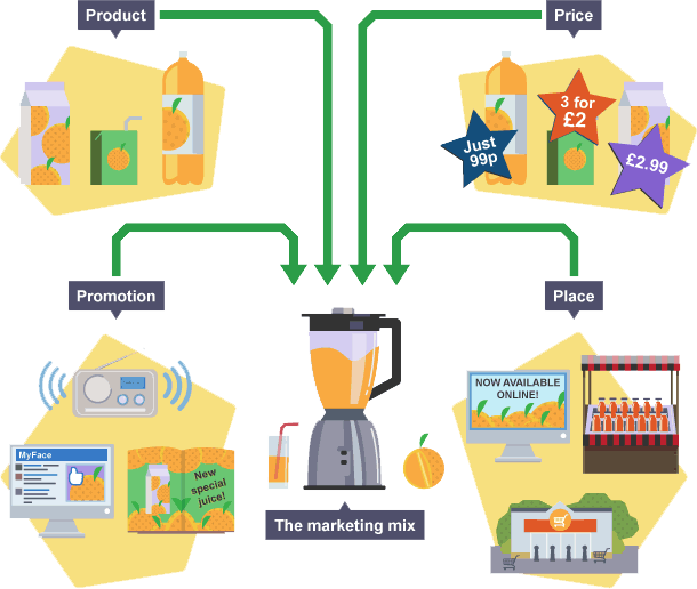 Product
Price
Just
99p
3 for
£2
£2.99
Promotion
Place
MyFace
New
special
juice!
NOW AVAILABLE
ONLINE!
The marketing mix